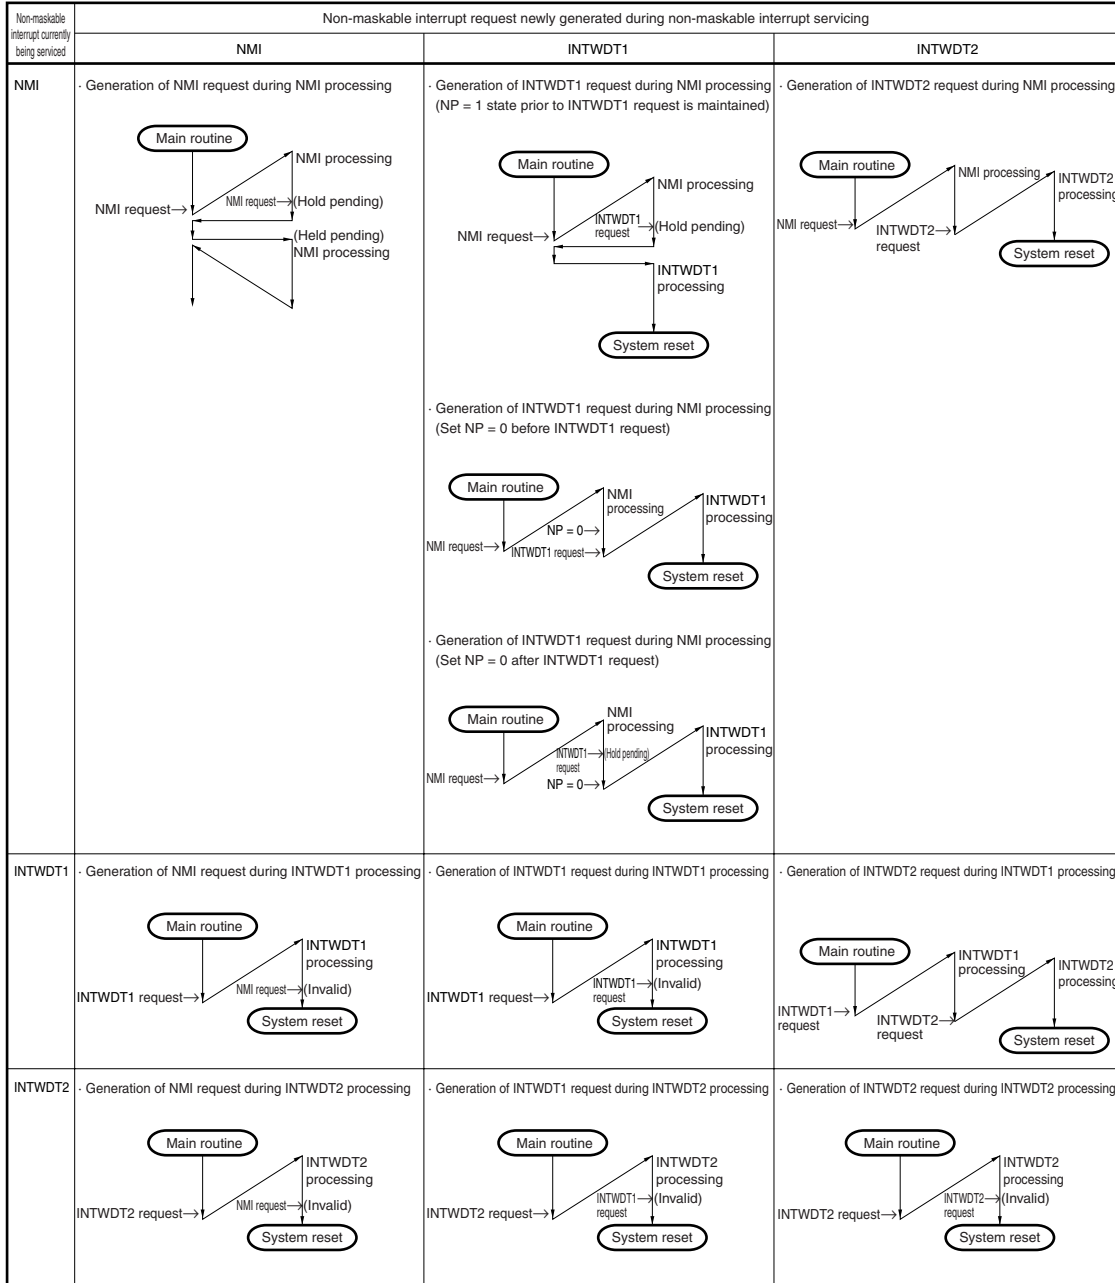 Non-maskable
interrupt currently
being serviced
Non-maskable interrupt request newly generated during non-maskable interrupt servicing
NMI
INTWDT1
INTWDT2
NMI
· Generation of NMI request during NMI processing
Main routine
NMI processing
NMI request→
NMI request→(Hold pending)
(Held pending)
NMI processing
· Generation of INTWDT1 request during NMI processing
(NP = 1 state prior to INTWDT1 request is maintained)
Main routine
NMI processing
NMI request→
INTWDT1
request
→(Hold pending)
INTWDT1
processing
System reset
· Generation of INTWDT1 request during NMI processing
(Set NP = 0 before INTWDT1 request)
Main routine
NMI
processing
INTWDT1
processing
NP = 0→
NMI request→
INTWDT1 request→
System reset
· Generation of INTWDT1 request during NMI processing
(Set NP = 0 after INTWDT1 request)
Main routine
NMI
processing
INTWDT1
processing
INTWDT1→(Hold pending)
request
NMI request→
NP = 0→
System reset
· Generation of INTWDT2 request during NMI processing
Main routine
NMI processing
INTWDT2
processing
NMI request→
INTWDT2→
request
System reset
INTWDT1
· Generation of NMI request during INTWDT1 processing
Main routine
INTWDT1
processing
INTWDT1 request→
NMI request→(Invalid)
System reset
· Generation of INTWDT1 request during INTWDT1 processing
Main routine
INTWDT1
processing
INTWDT1 request→
INTWDT1→(Invalid)
request
System reset
· Generation of INTWDT2 request during INTWDT1 processing
Main routine
INTWDT1
processing
INTWDT2
processing
INTWDT1→
request
INTWDT2→
request
System reset
INTWDT2
· Generation of NMI request during INTWDT2 processing
Main routine
INTWDT2
processing
INTWDT2 request→
NMI request→(Invalid)
System reset
· Generation of INTWDT1 request during INTWDT2 processing
Main routine
INTWDT2
processing
INTWDT2 request→
INTWDT1→(Invalid)
request
System reset
· Generation of INTWDT2 request during INTWDT2 processing
Main routine
INTWDT2
processing
INTWDT2 request→
INTWDT2→(Invalid)
request
System reset